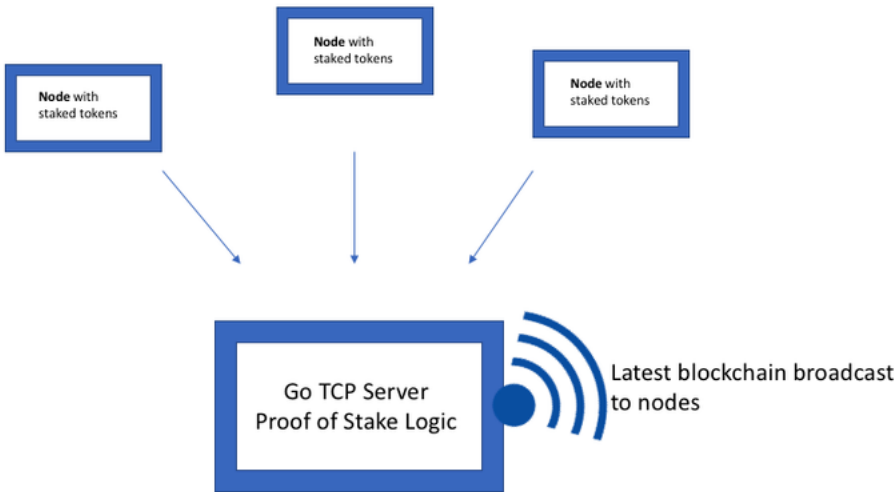 Node with
staked tokens
Node with
staked tokens
Node with
staked tokens
Go TCP Server
Proof of Stake Logic
Latest blockchain broadcast
to nodes